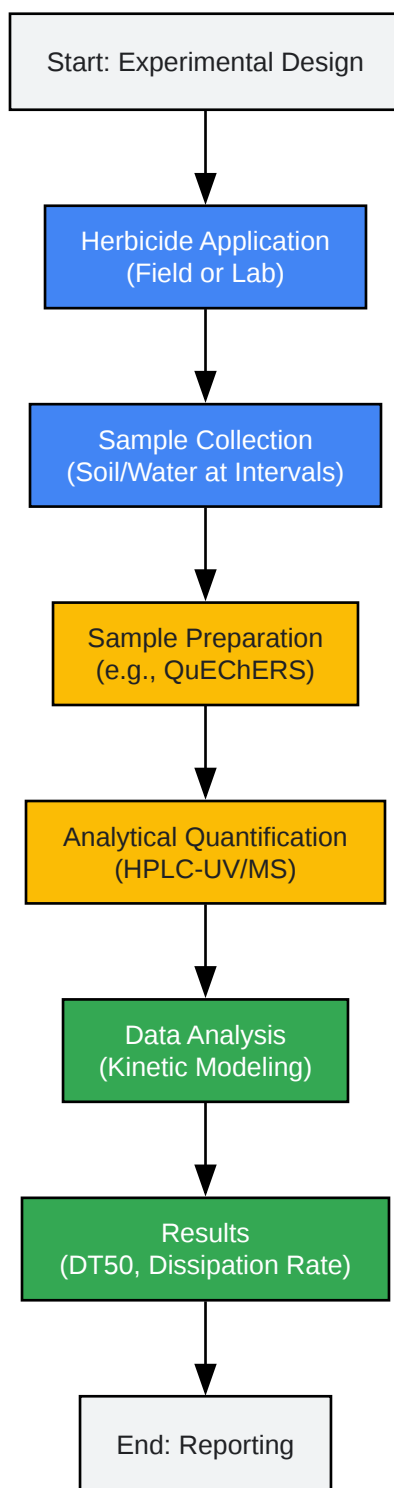 Start: Experimental Design
Herbicide Application
(Field or Lab)
Sample Collection
(Soil/Water at Intervals)
Sample Preparation
(e.g., QuEChERS)
Analytical Quantification
(HPLC-UV/MS)
Data Analysis
(Kinetic Modeling)
Results
(DT50, Dissipation Rate)
End: Reporting